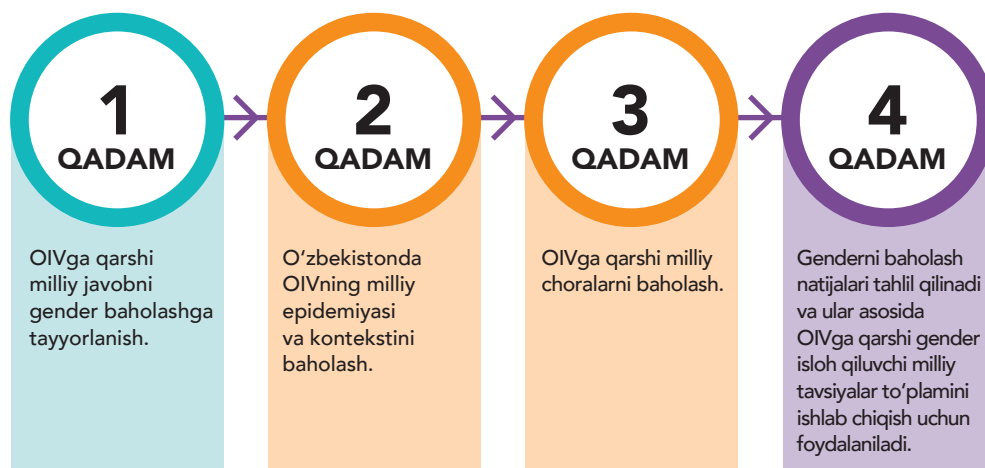 1
QADAM
OIVga qarshi
milliy javobni
gender baholashga
tayyorlanish.
2
QADAM
O‘zbekistonda
OIVning milliy
epidemiyasi
va kontekstini
baholash.
3
QADAM
OIVga qarshi milliy
choralarni baholash.
4
QADAM
Genderni baholash
natijalari tahlil qilinadi
va ular asosida
OIVga qarshi gender
isloh qiluvchi milliy
tavsiyalar to‘plamini
ishlab chiqish uchun
foydalaniladi.